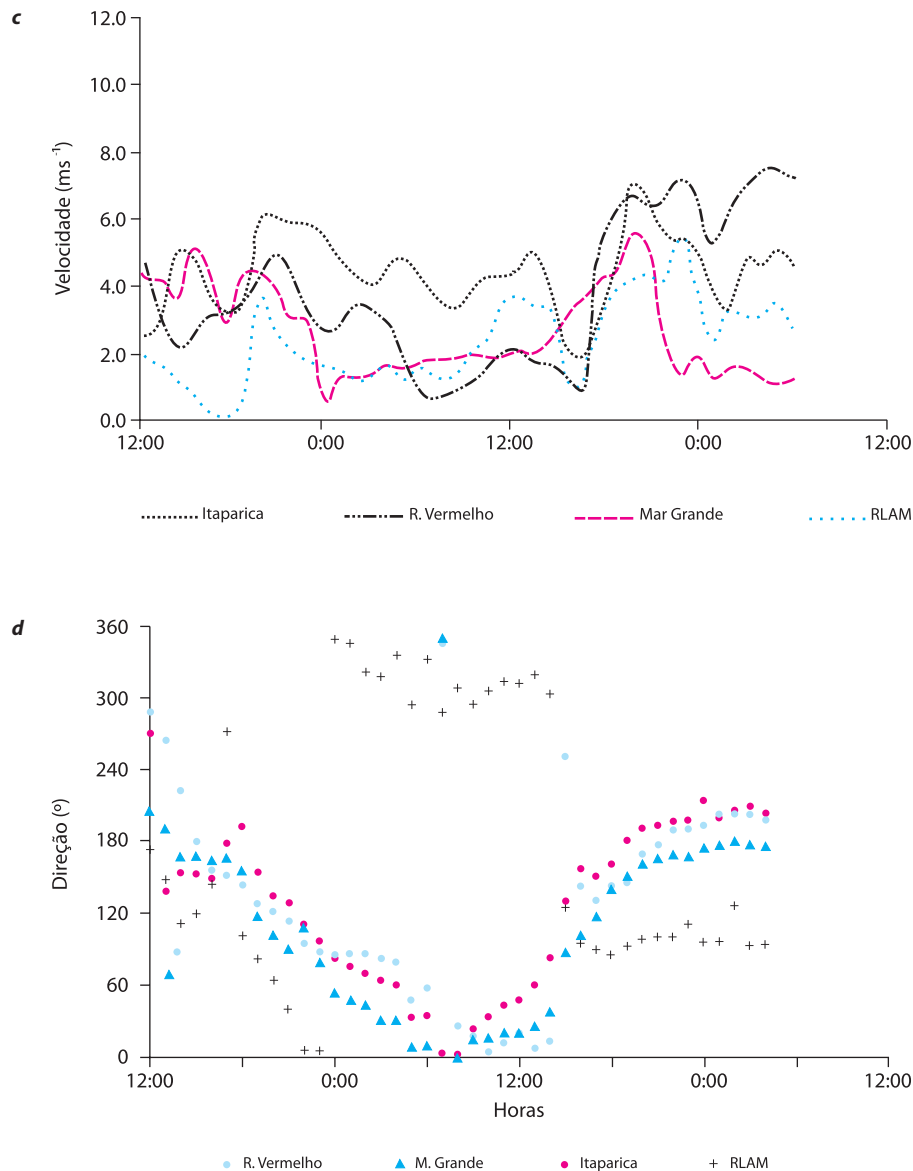 c
12.0
10.0
8.0
6.0
4.0
2.0
0.0
Velocidade (ms -1)
12:00 0:00 12:00 0:00 12:00
Itaparica R. Vermelho Mar Grande RLAM
d
360
300
240
180
120
60
0
Direção (º)
12:00 0:00 12:00 0:00 12:00
Horas
R. Vermelho M. Grande Itaparica RLAM